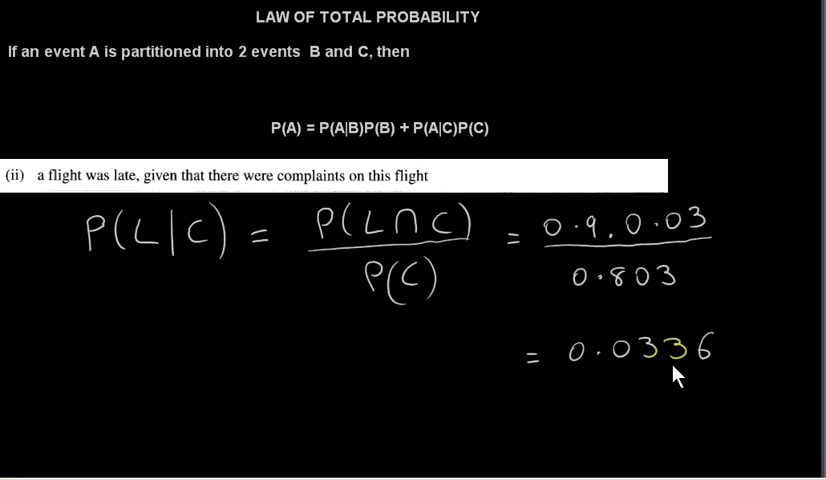 LAW OF TOTAL PROBABILITY
If an event A is partitioned into 2 events B and C, then
P(A) = P(A|B)P(B) + P(A|C)P(C)
(ii) a flight was late, given that there were complaints on this flight
P(L|C) = P(L∩C) / P(C) = 0.9.0.03 / 0.803
= 0.0336